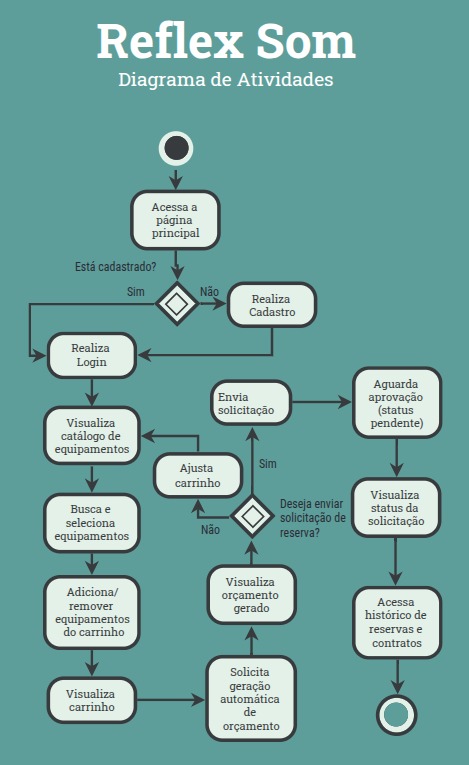 Reflex Som
Diagrama de Atividades
Acessa a
página
principal
Está cadastrado?
Sim
Não
Realiza
Cadastro
Realiza
Login
Visualiza
catálogo de
equipamentos
Busca e
seleciona
equipamentos
Adiciona/
remover
equipamentos
do carrinho
Visualiza
carrinho
Solicita
geração
automática
de
orçamento
Visualiza
orçamento
gerado
Deseja enviar
solicitação de
reserva?
Não
Sim
Ajusta
carrinho
Envia
solicitação
Aguarda
aprovação
(status
pendente)
Visualiza
status da
solicitação
Acessa
histórico de
reservas e
contratos